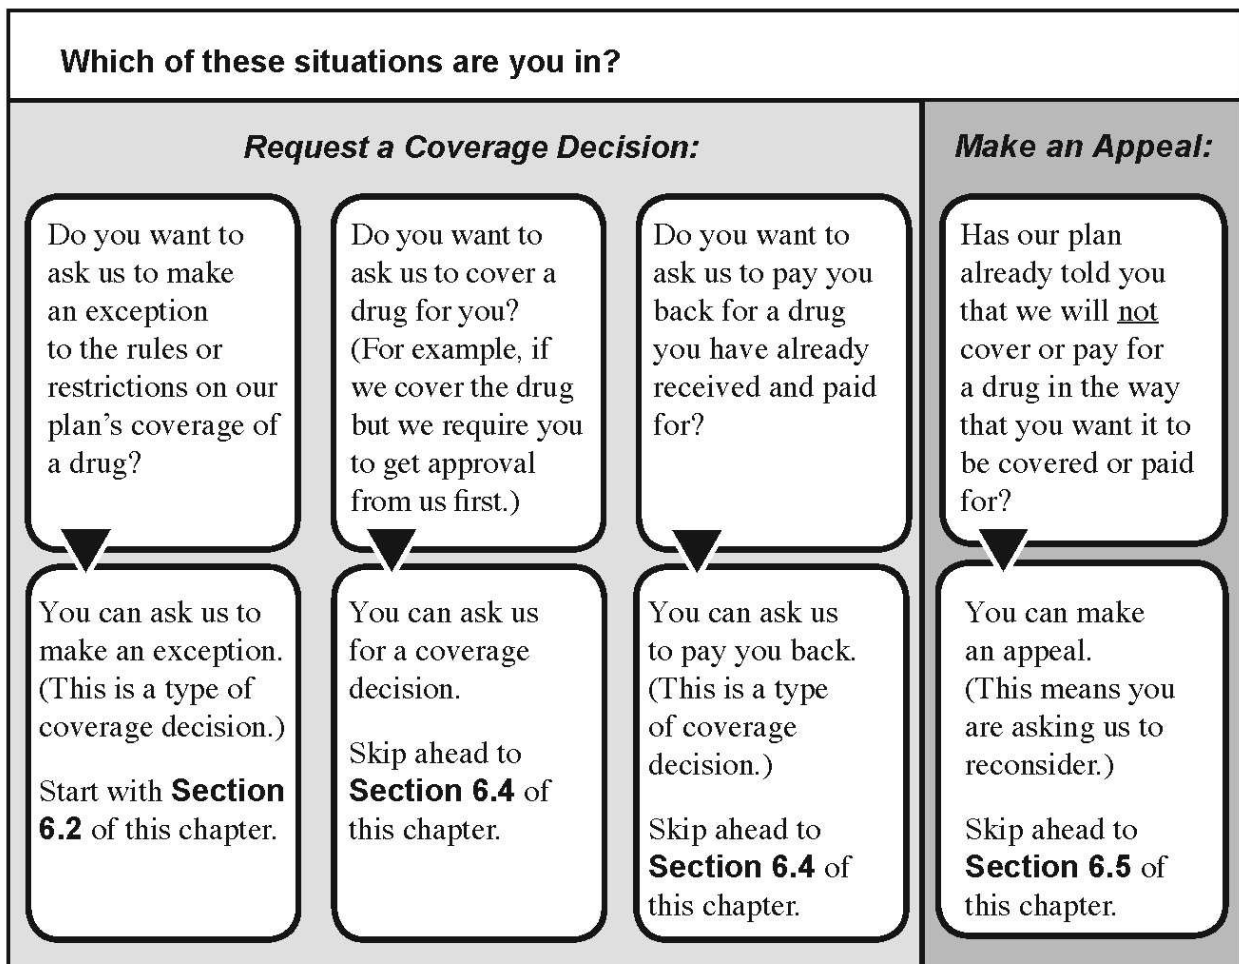 Which of these situations are you in?
Request a Coverage Decision:
Make an Appeal:
Do you want to
ask us to make
an exception
to the rules or
restrictions on our
plan’s coverage of
a drug?
You can ask us to
make an exception.
(This is a type of
coverage decision.)
Start with Section
6.2 of this chapter.
Do you want to
ask us to cover a
drug for you?
(For example, if
we cover the drug
but we require you
to get approval
from us first.)
You can ask us
for a coverage
decision.
Skip ahead to
Section 6.4 of
this chapter.
Do you want to
ask us to pay you
back for a drug
you have already
received and paid
for?
You can ask us
to pay you back.
(This is a type
of coverage
decision.)
Skip ahead to
Section 6.4 of
this chapter.
Has our plan
already told you
that we will not
cover or pay for
a drug in the way
that you want it to
be covered or paid
for?
You can make
an appeal.
(This means you
are asking us to
reconsider.)
Skip ahead to
Section 6.5 of
this chapter.